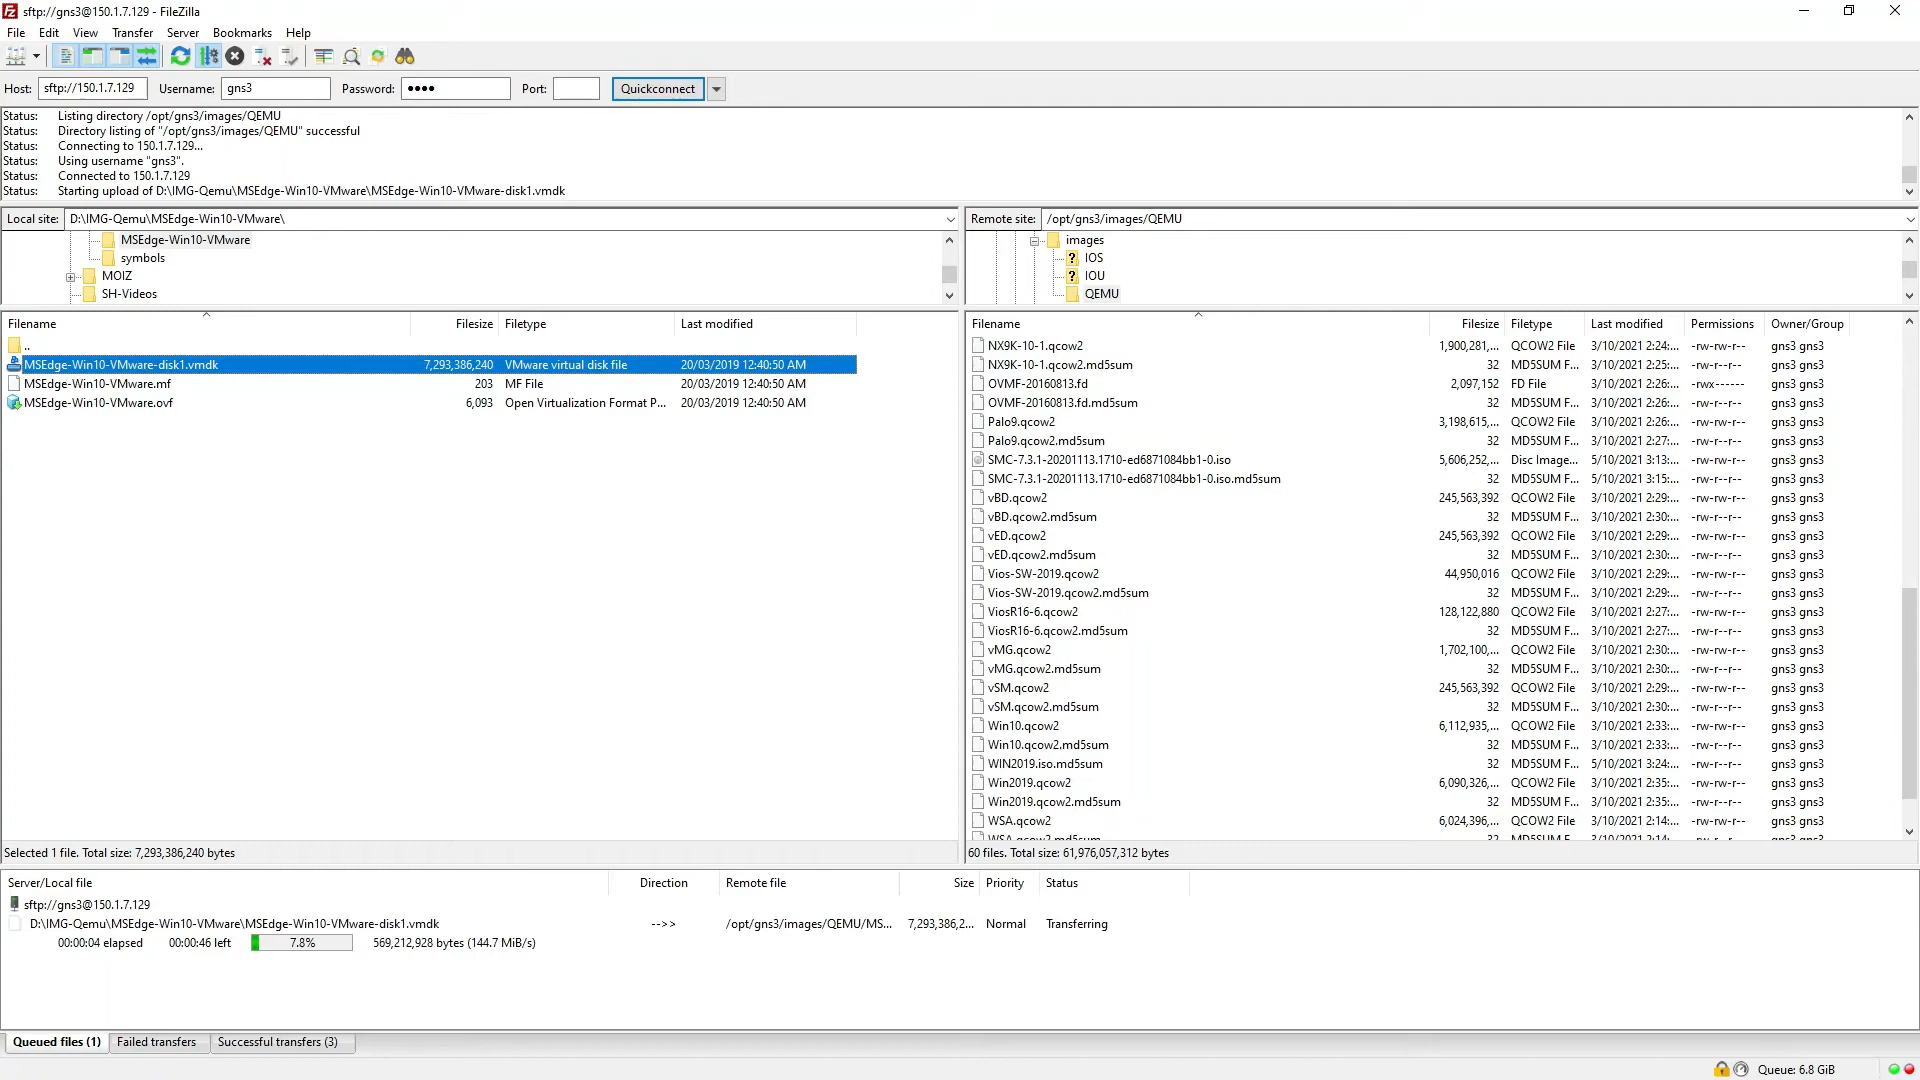 sftp://gns3@150.1.7.129 - FileZilla
File Edit View Transfer Server Bookmarks Help
Host: sftp://150.1.7.129 Username: gns3 Password: •••• Port: Quickconnect
Status: Listing directory /opt/gns3/images/QEMU
Status: Directory listing of "/opt/gns3/images/QEMU" successful
Status: Connecting to 150.1.7.129...
Status: Using username "gns3".
Status: Connected to 150.1.7.129
Status: Starting upload of D:\IMG-Qemu\MSEdge-Win10-VMware\MSEdge-Win10-VMware-disk1.vmdk
Local site: D:\IMG-Qemu\MSEdge-Win10-VMware\
MSEdge-Win10-VMware
symbols
MOIZ
SH-Videos
Filename Filesize Filetype Last modified
..
MSEdge-Win10-VMware-disk1.vmdk 7,293,386,240 VMware virtual disk file 20/03/2019 12:40:50 AM
MSEdge-Win10-VMware.mf 203 MF File 20/03/2019 12:40:50 AM
MSEdge-Win10-VMware.ovf 6,093 Open Virtualization Format P... 20/03/2019 12:40:50 AM
Selected 1 file. Total size: 7,293,386,240 bytes
Remote site: /opt/gns3/images/QEMU
images
? IOS
? IOU
QEMU
Filename Filesize Filetype Last modified Permissions Owner/Group
NX9K-10-1.qcow2 1,900,281,... QCOW2 File 3/10/2021 2:24:... -rw-rw-r-- gns3 gns3
NX9K-10-1.qcow2.md5sum 32 MD5SUM F... 3/10/2021 2:25:... -rw-r--r-- gns3 gns3
OVMF-20160813.fd 2,097,152 FD File 3/10/2021 2:26:... -rwx------ gns3 gns3
OVMF-20160813.fd.md5sum 32 MD5SUM F... 3/10/2021 2:26:... -rw-r--r-- gns3 gns3
Palo9.qcow2 3,198,615,... QCOW2 File 3/10/2021 2:26:... -rw-rw-r-- gns3 gns3
Palo9.qcow2.md5sum 32 MD5SUM F... 3/10/2021 2:27:... -rw-r--r-- gns3 gns3
SMC-7.3.1-20201113.1710-ed6871084bb1-0.iso 5,606,252,... Disc Image... 5/10/2021 3:13:... -rw-rw-r-- gns3 gns3
SMC-7.3.1-20201113.1710-ed6871084bb1-0.iso.md5sum 32 MD5SUM F... 5/10/2021 3:15:... -rw-rw-r-- gns3 gns3
vBD.qcow2 245,563,392 QCOW2 File 3/10/2021 2:29:... -rw-rw-r-- gns3 gns3
vBD.qcow2.md5sum 32 MD5SUM F... 3/10/2021 2:30:... -rw-r--r-- gns3 gns3
vED.qcow2 245,563,392 QCOW2 File 3/10/2021 2:29:... -rw-rw-r-- gns3 gns3
vED.qcow2.md5sum 32 MD5SUM F... 3/10/2021 2:30:... -rw-r--r-- gns3 gns3
Vios-SW-2019.qcow2 44,950,016 QCOW2 File 3/10/2021 2:29:... -rw-rw-r-- gns3 gns3
Vios-SW-2019.qcow2.md5sum 32 MD5SUM F... 3/10/2021 2:29:... -rw-r--r-- gns3 gns3
ViosR16-6.qcow2 128,122,880 QCOW2 File 3/10/2021 2:27:... -rw-rw-r-- gns3 gns3
ViosR16-6.qcow2.md5sum 32 MD5SUM F... 3/10/2021 2:27:... -rw-r--r-- gns3 gns3
vMG.qcow2 1,702,100,... QCOW2 File 3/10/2021 2:30:... -rw-rw-r-- gns3 gns3
vMG.qcow2.md5sum 32 MD5SUM F... 3/10/2021 2:30:... -rw-r--r-- gns3 gns3
vSM.qcow2 245,563,392 QCOW2 File 3/10/2021 2:29:... -rw-rw-r-- gns3 gns3
vSM.qcow2.md5sum 32 MD5SUM F... 3/10/2021 2:30:... -rw-r--r-- gns3 gns3
Win10.qcow2 6,112,935,... QCOW2 File 3/10/2021 2:33:... -rw-rw-r-- gns3 gns3
Win10.qcow2.md5sum 32 MD5SUM F... 3/10/2021 2:33:... -rw-r--r-- gns3 gns3
WIN2019.iso.md5sum 32 MD5SUM F... 5/10/2021 3:24:... -rw-rw-r-- gns3 gns3
Win2019.qcow2 6,090,326,... QCOW2 File 3/10/2021 2:35:... -rw-rw-r-- gns3 gns3
Win2019.qcow2.md5sum 32 MD5SUM F... 3/10/2021 2:35:... -rw-r--r-- gns3 gns3
WSA.qcow2 6,024,396,... QCOW2 File 3/10/2021 2:14:... -rw-rw-r-- gns3 gns3
WSA.qcow2.md5sum 32 MD5SUM F... 3/10/2021 2:14:... -rw-r--r-- gns3 gns3
60 files. Total size: 61,976,057,312 bytes
Server/Local file Direction Remote file Size Priority Status
sftp://gns3@150.1.7.129
D:\IMG-Qemu\MSEdge-Win10-VMware\MSEdge-Win10-VMware-disk1.vmdk -->> /opt/gns3/images/QEMU/MS... 7,293,386,2... Normal Transferring
00:00:04 elapsed 00:00:46 left 7.8% 569,212,928 bytes (144.7 MiB/s)
Queued files (1) Failed transfers Successful transfers (3)
Queue: 6.8 GiB